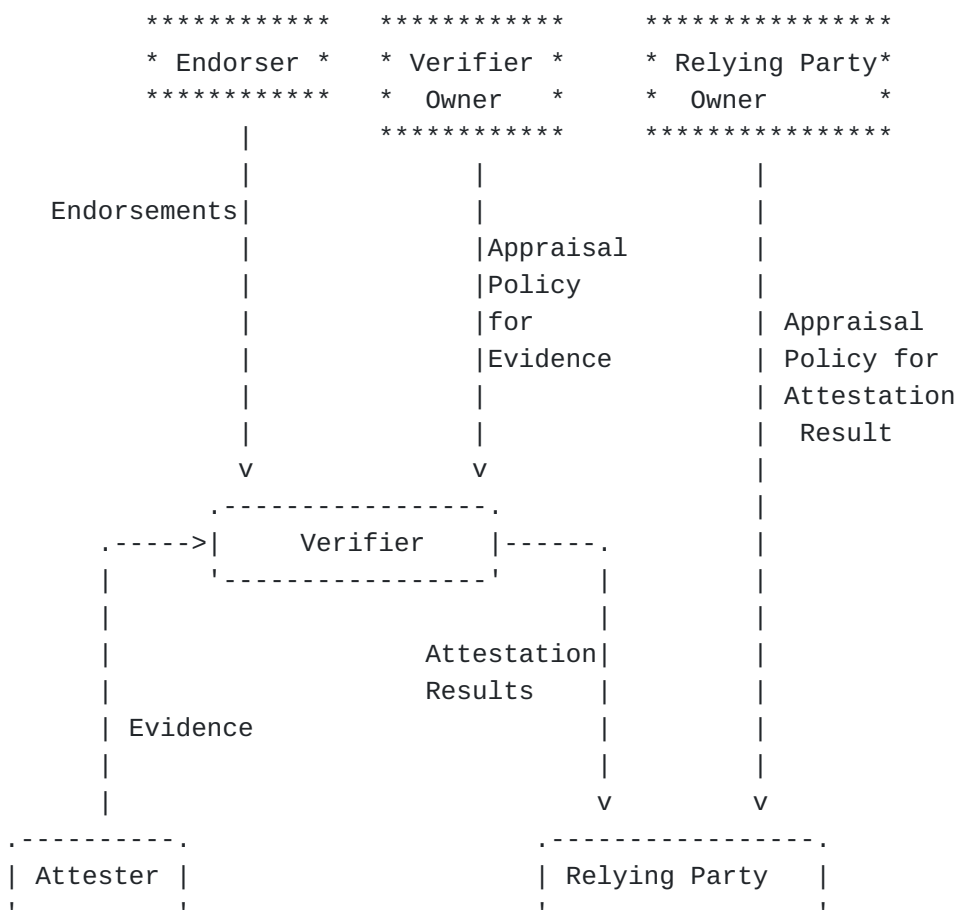 ************   ************     ****************
* Endorser *   * Verifier *     * Relying Party*
************   *  Owner   *     *  Owner       *
      |        ************     ****************
      |              |                 |
Endorsements|              |                 |
      |              |Appraisal        |
      |              |Policy           |
      |              |for              | Appraisal
      |              |Evidence         | Policy for
      |              |                 | Attestation
      |              |                 |  Result
      v              v                 |
    .-----------------.                |
.----->|     Verifier    |------.         |
|      '-----------------'      |         |
|                               |         |
|                    Attestation|         |
|                    Results    |         |
| Evidence                      |         |
|                               |         |
|                               v         v
.----------.                      .-----------------.
| Attester |                      | Relying Party   |
'          '                      '                 '